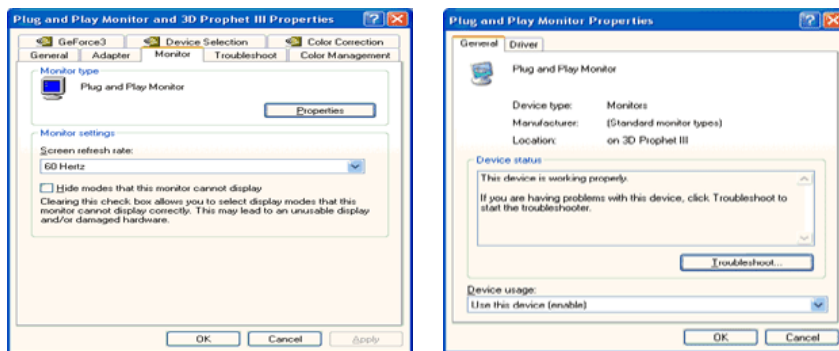 Plug and Play Monitor and 3D Prophet III Properties
GeForce3 Device Selection Color Correction
General Adapter Monitor Troubleshoot Color Management
Monitor type
Plug and Play Monitor
Properties
Monitor settings
Screen refresh rate:
60 Hertz
Hide modes that this monitor cannot display
Clearing this check box allows you to select display modes that this
monitor cannot display correctly. This may lead to an unusable display
and/or damaged hardware.
OK Cancel Apply
Plug and Play Monitor Properties
General Driver
Plug and Play Monitor
Device type: Monitors
Manufacturer: (Standard monitor types)
Location: on 3D Prophet III
Device status
This device is working properly.
If you are having problems with this device, click Troubleshoot to
start the troubleshooter.
Troubleshoot...
Device usage:
Use this device (enable)
OK Cancel